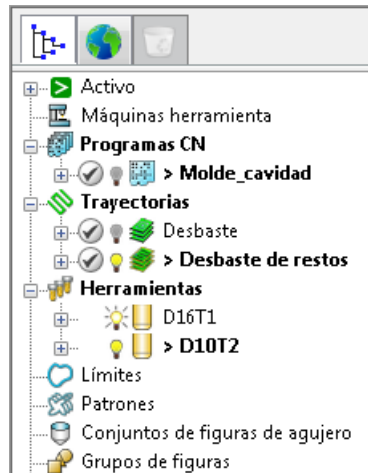 Activo
Máquinas herramienta
Programas CN
> Molde_cavidad
Trayectorias
Desbaste
> Desbaste de restos
Herramientas
D16T1
> D10T2
Límites
Patrones
Conjuntos de figuras de agujero
Grupos de figuras